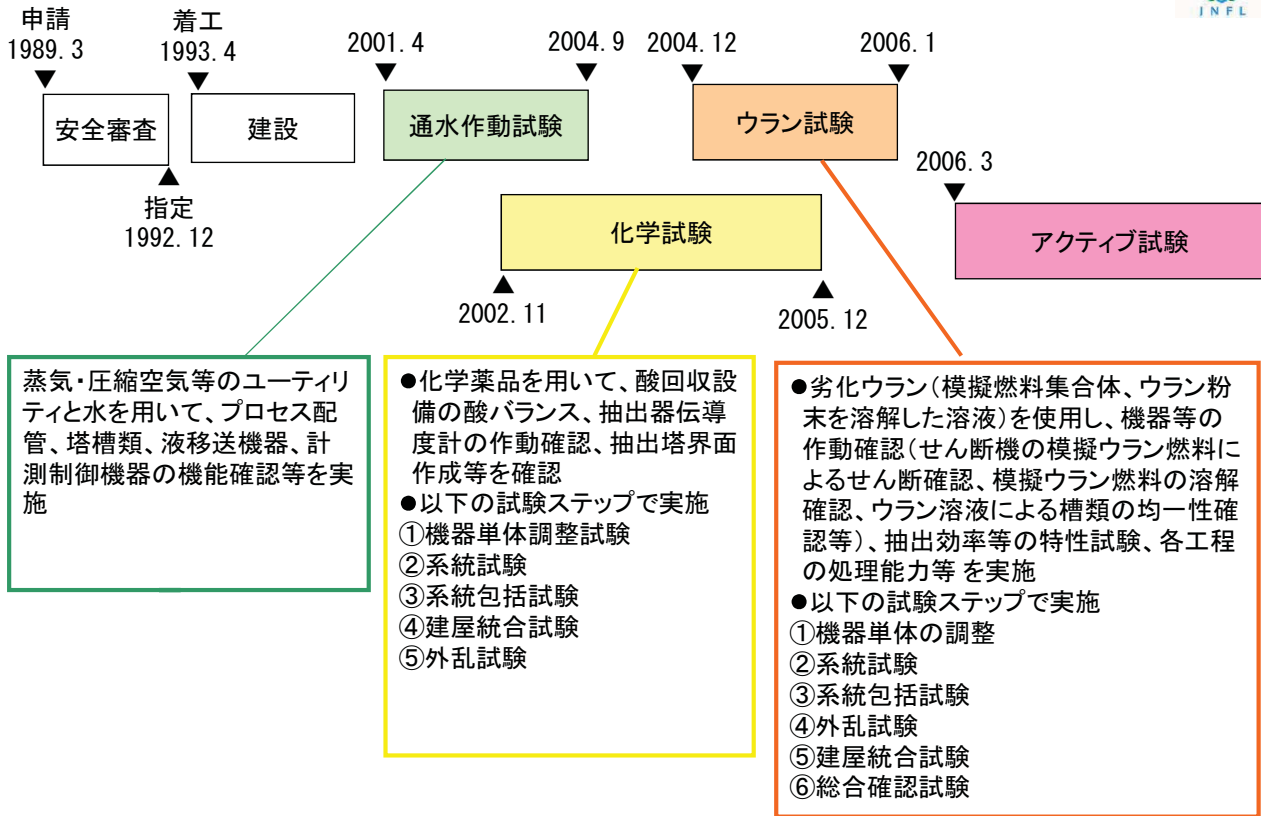 JNFL
申請
1989.3
着工
1993.4
2001.4
2004.9
2004.12
2006.1
安全審査
建設
通水作動試験
ウラン試験
指定
1992.12
2006.3
化学試験
アクティブ試験
2002.11
2005.12
蒸気・圧縮空気等のユーティリ
ティと水を用いて、プロセス配
管、塔槽類、液移送機器、計
測制御機器の機能確認等を実
施
●化学薬品を用いて、酸回収設
備の酸バランス、抽出器伝導
度計の作動確認、抽出塔界面
作成等を確認
●以下の試験ステップで実施
①機器単体調整試験
②系統試験
③系統包括試験
④建屋統合試験
⑤外乱試験
●劣化ウラン(模擬燃料集合体、ウラン粉
末を溶解した溶液)を使用し、機器等の
作動確認(せん断機の模擬ウラン燃料に
よるせん断確認、模擬ウラン燃料の溶解
確認、ウラン溶液による槽類の均一性確
認等)、抽出効率等の特性試験、各工程
の処理能力等 を実施
●以下の試験ステップで実施
①機器単体の調整
②系統試験
③系統包括試験
④外乱試験
⑤建屋統合試験
⑥総合確認試験